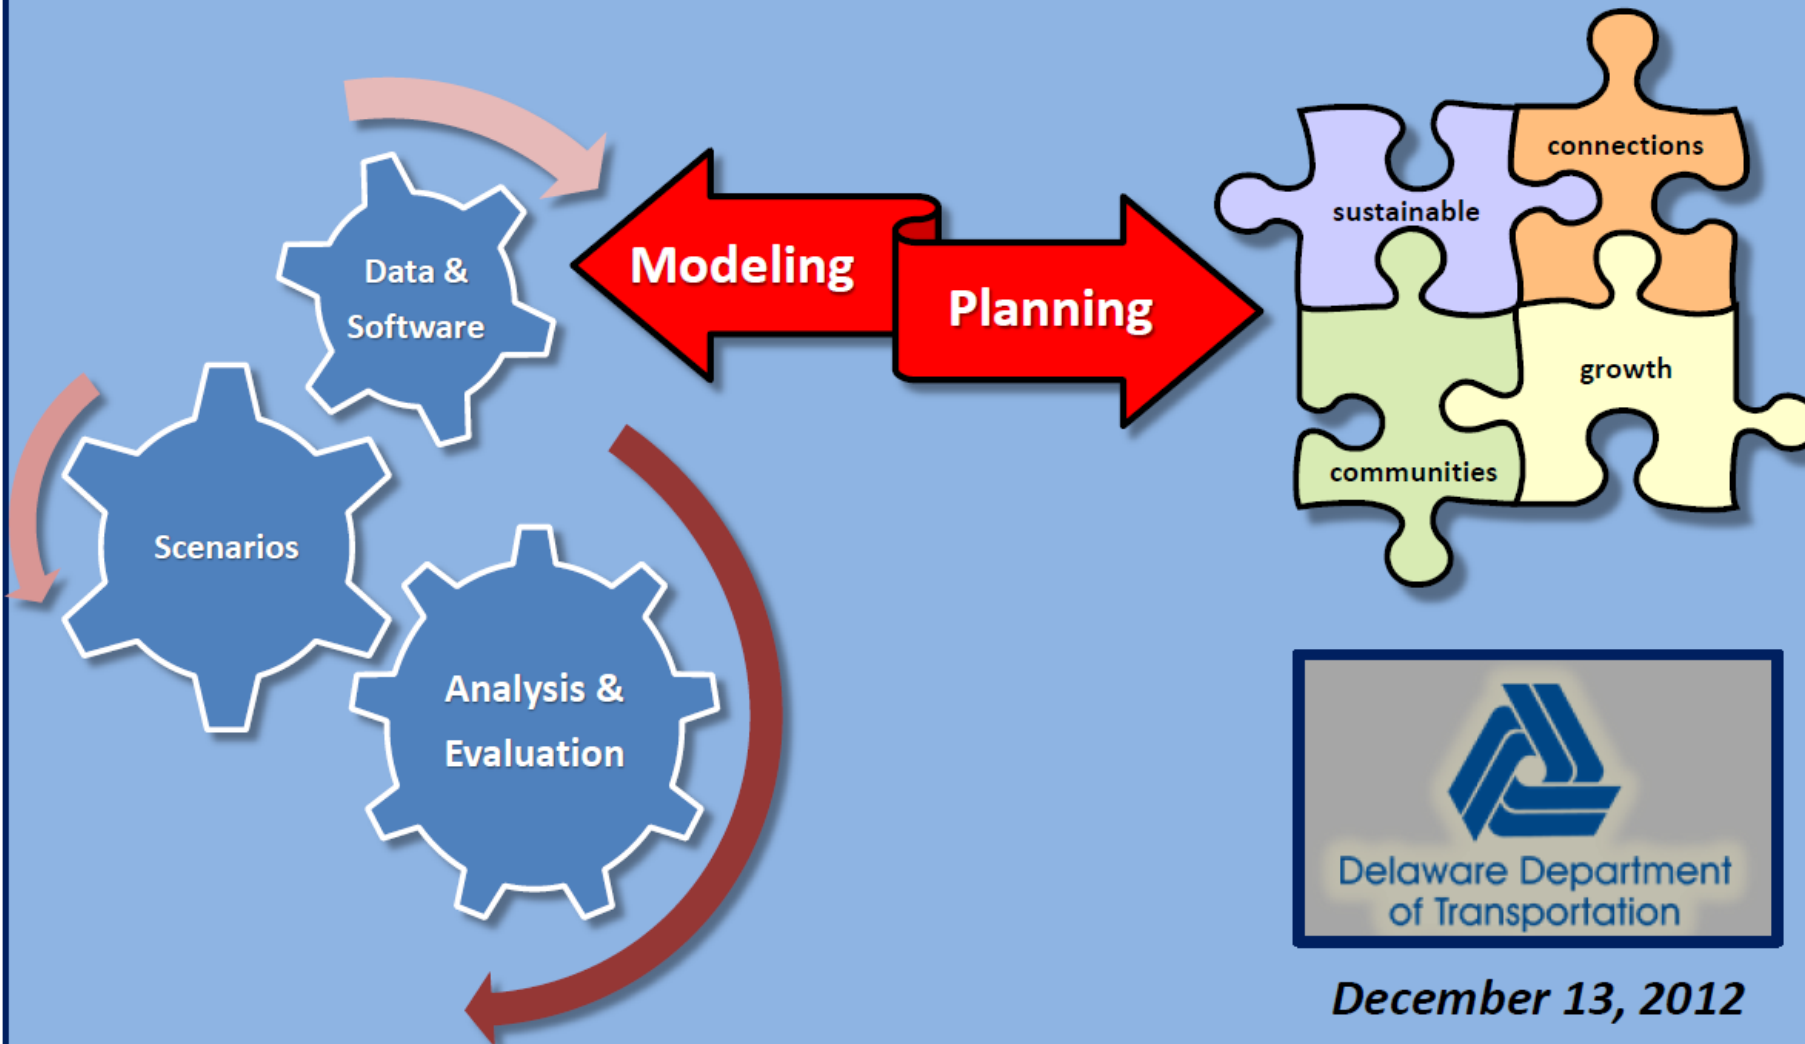 Data &
Software
Scenarios
Analysis &
Evaluation
Modeling
Planning
connections
sustainable
growth
communities
Delaware Department
of Transportation
December 13, 2012